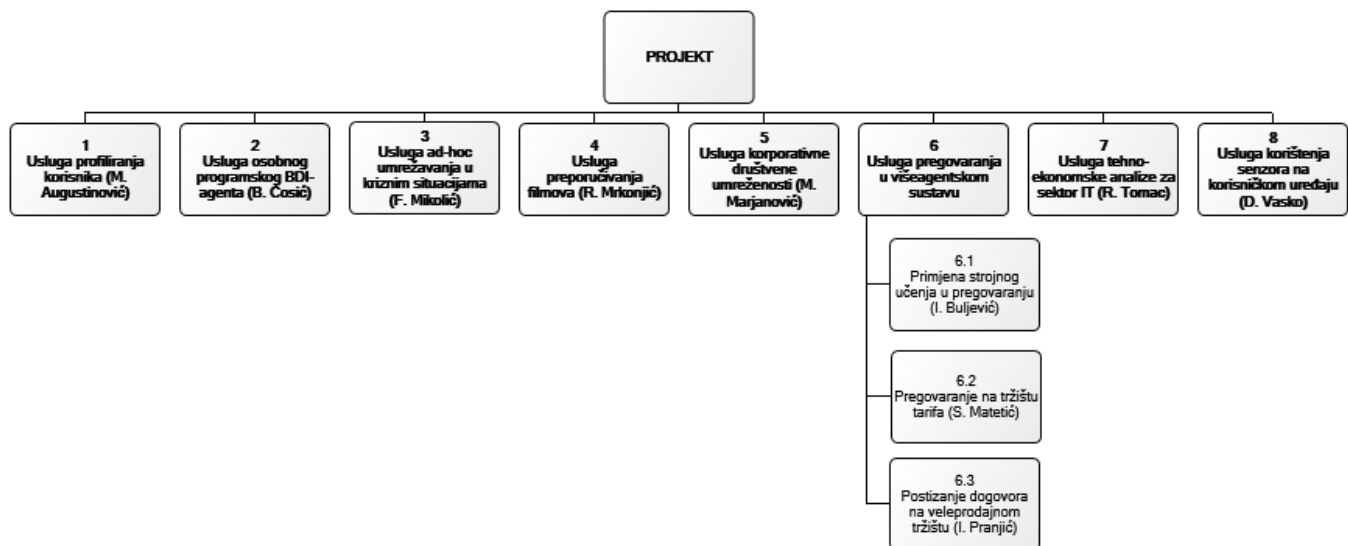 PROJEKT
1
Usluga profiliranja
korisnika (M.
Augustinović)
2
Usluga osobnog
programskog BDI-
agenta (B. Ćosić)
3
Usluga ad-hoc
umrežavanja u
kriznim situacijama
(F. Mikolić)
4
Usluga
preporučivanja
filmova (R. Mrkonjić)
5
Usluga korporativne
društvene
umreženosti (M.
Marjanović)
6
Usluga pregovaranja
u višeagentskom
sustavu
7
Usluga tehno-
ekonomske analize za
sektor IT (R. Tomac)
8
Usluga korištenja
senzora na
korisničkom uređaju
(D. Vasko)
6.1
Primjena strojnog
učenja u pregovaranju
(I. Buljević)
6.2
Pregovaranje na tržištu
tarifa (S. Matetić)
6.3
Postizanje dogovora
na veleprodajnom
tržištu (I. Pranjić)